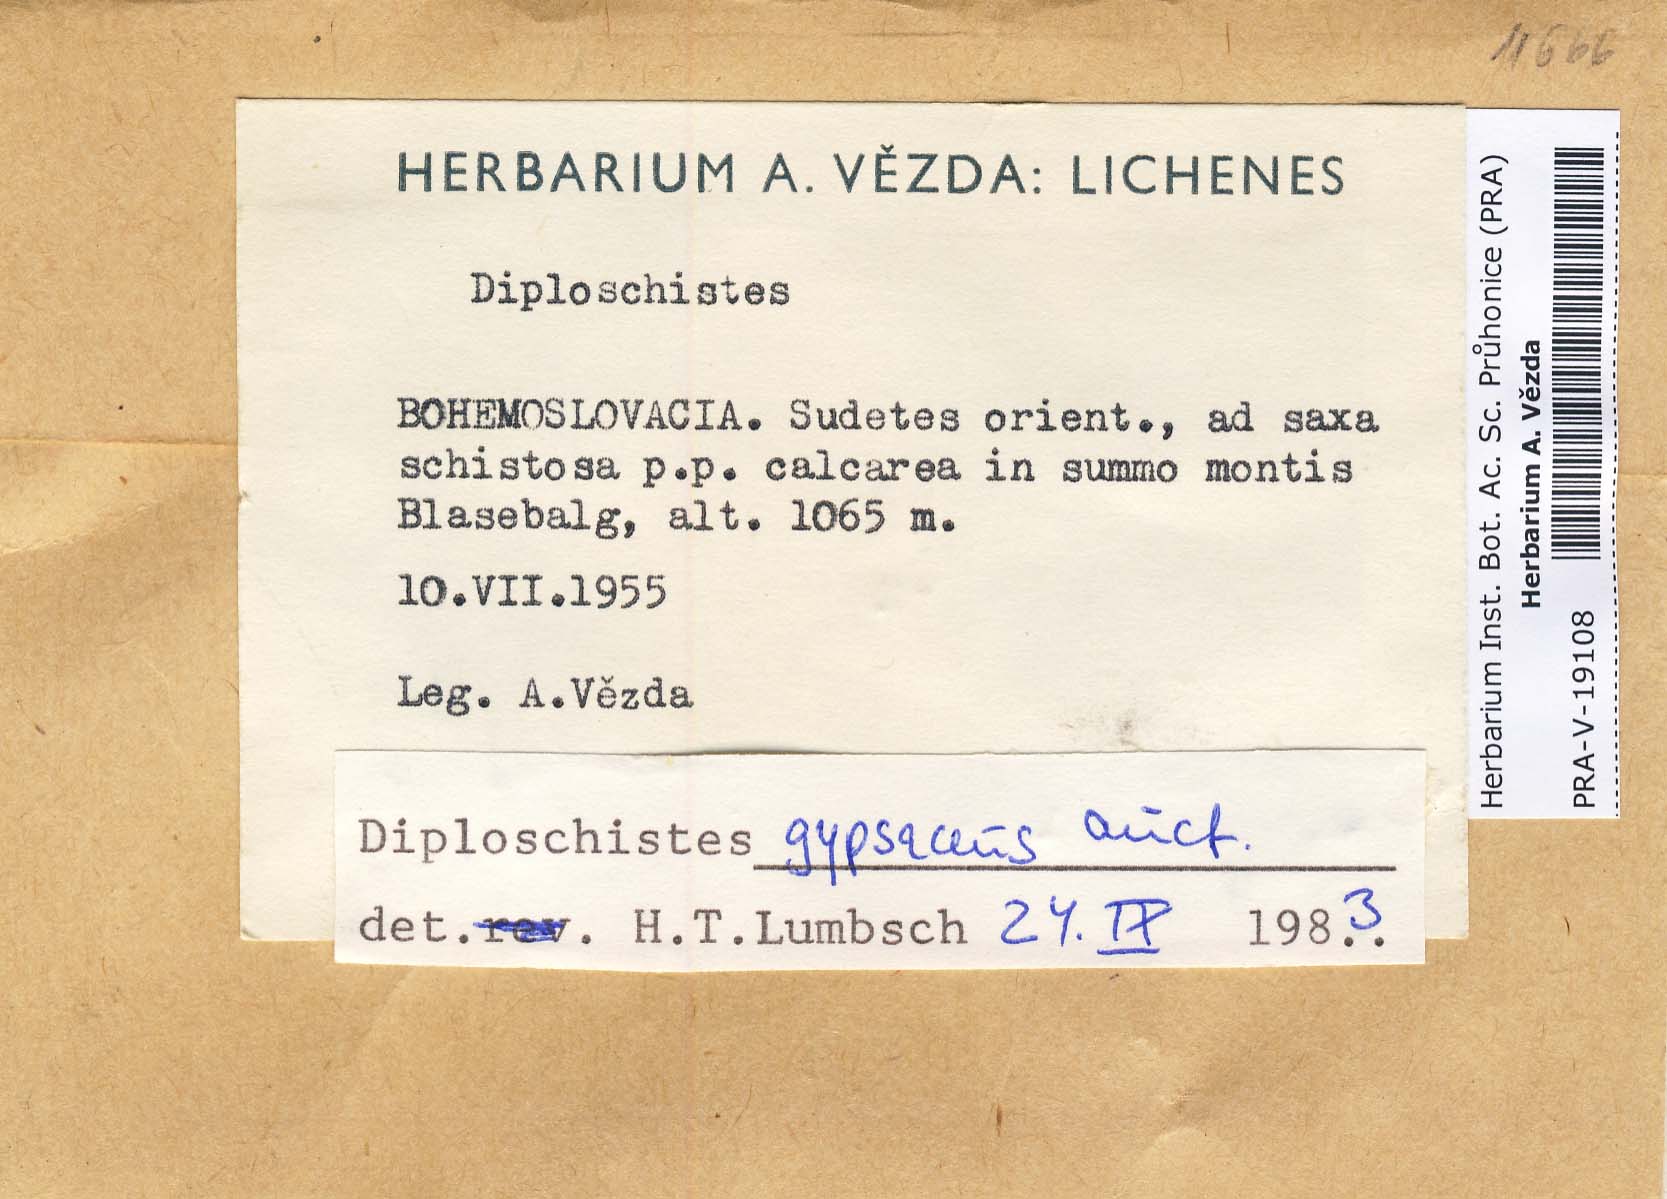 11666
HERBARIUM A. VĚZDA: LICHENES
Diploschistes
BOHEMOSLOVACIA. Sudetes orient., ad saxa
schistosa p.p. calcarea in summo montis
Blasebalg, alt. 1065 m.
10.VII.1955
Leg. A.Vězda
Diploschistes gypsaceus auct.
det.rev. H.T.Lumbsch 24. IX 1983.
Herbarium Inst. Bot. Ac. Sc. Průhonice (PRA)
Herbarium A. Vězda
PRA-V-19108